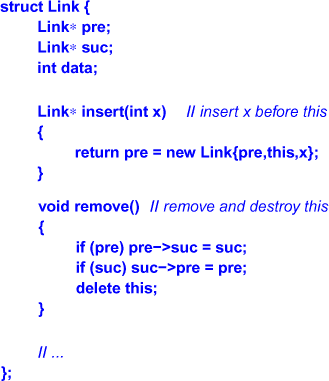 struct Link {
Link∗ pre;
Link∗ suc;
int data;
Link∗ insert(int x) // insert x before this
{
return pre = new Link{pre,this,x};
}
void remove() // remove and destroy this
{
if (pre) pre−>suc = suc;
if (suc) suc−>pre = pre;
delete this;
}
// ...
};